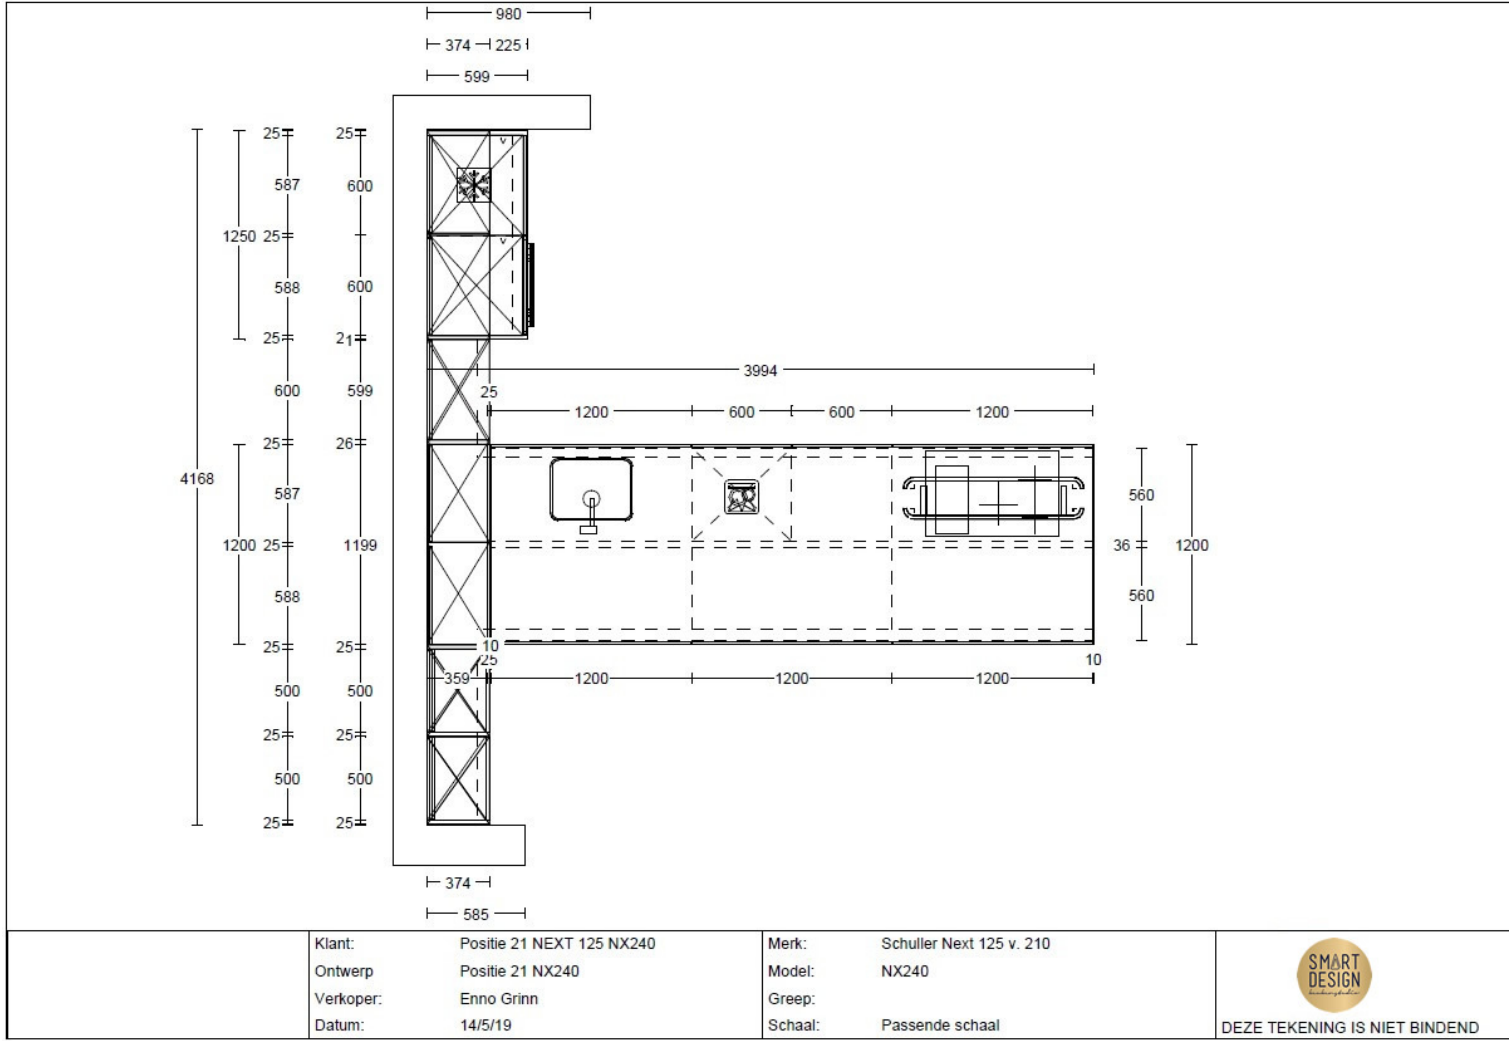 980
374 225
599
25 25
587 600
1250 25
588 600
25 21
3994
600 599 25
1200 600 600 1200
25 26
4168
587 560
1200 25 1199 36 1200
588 560
25 25 10
25 10
359 1200 1200 1200
500 500
25 25
500 500
25 25
374
585
Klant: Positie 21 NEXT 125 NX240 Merk: Schuller Next 125 v. 210
Ontwerp Positie 21 NX240 Model: NX240
Verkoper: Enno Grinn Greep:
Datum: 14/5/19 Schaal: Passende schaal
SMART
DESIGN
DEZE TEKENING IS NIET BINDEND